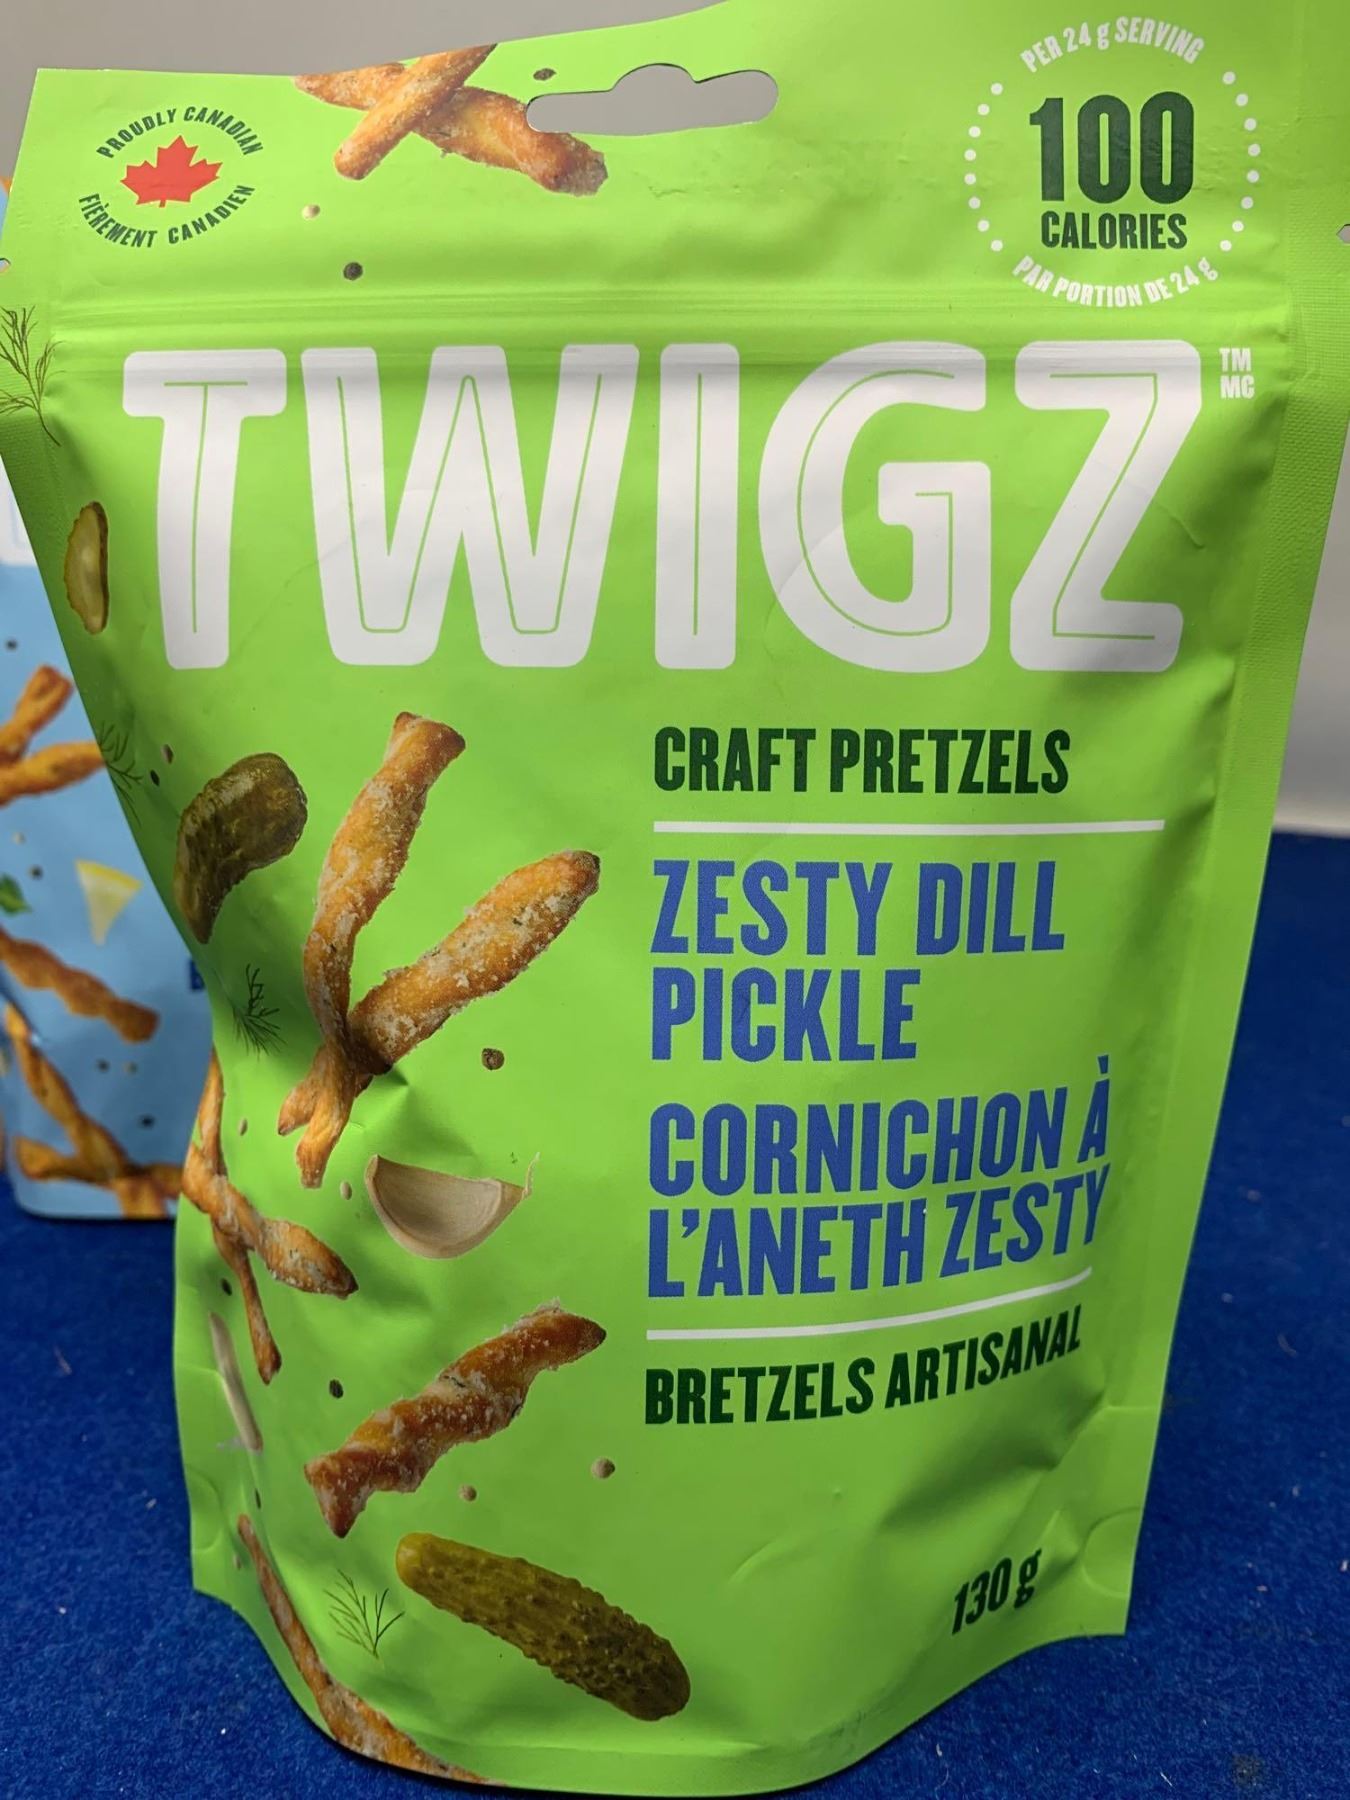 PROUDLY CANADIAN
FIÈREMENT CANADIEN
PER 24 g SERVING
100
CALORIES
PAR PORTION DE 24 g
TWIGZ
TM
MC
CRAFT PRETZELS
ZESTY DILL
PICKLE
CORNICHON À
L'ANETH ZESTY
BRETZELS ARTISANAL
130 g